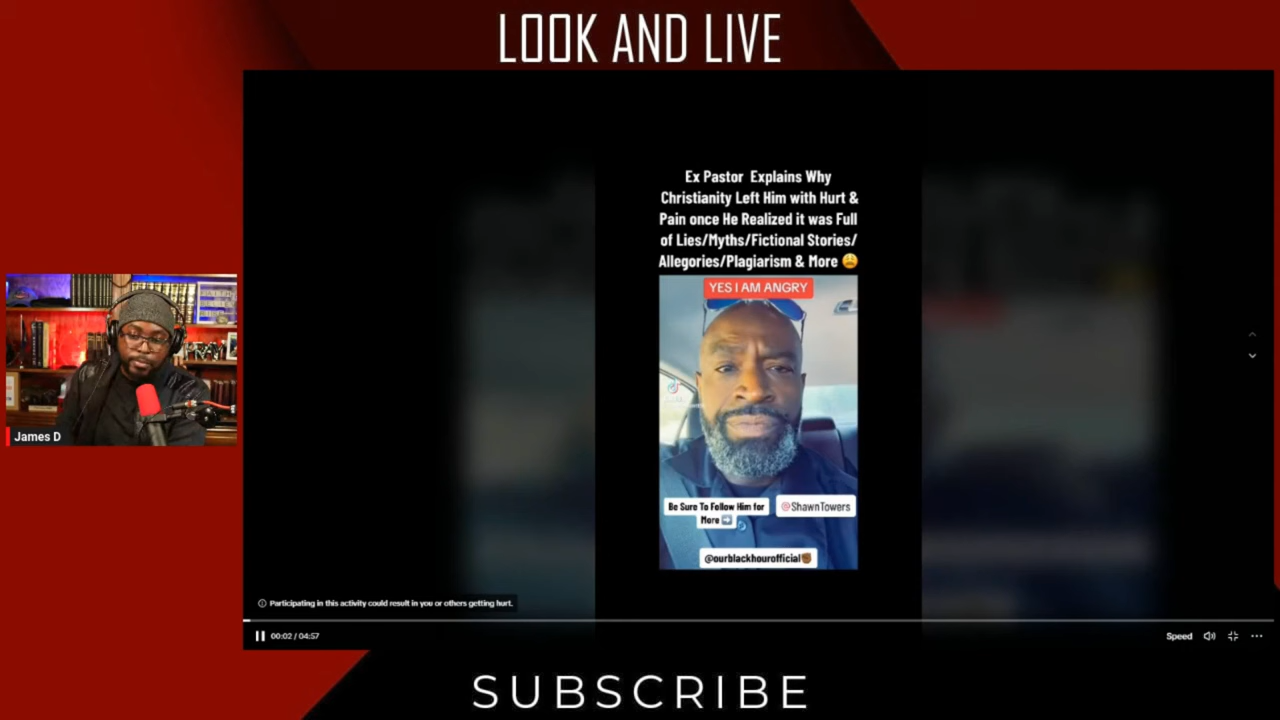 LOOK AND LIVE
Ex Pastor Explains Why
Christianity Left Him with Hurt &
Pain once He Realized it was Full
of Lies/Myths/Fictional Stories/
Allegories/Plagiarism & More 😩
YES I AM ANGRY
Be Sure To Follow Him for
More ➡️
@ShawnTowers
@ourblackhourofficial✊🏾
James D
Participating in this activity could result in you or others getting hurt.
00:02 / 04:57
Speed
SUBSCRIBE